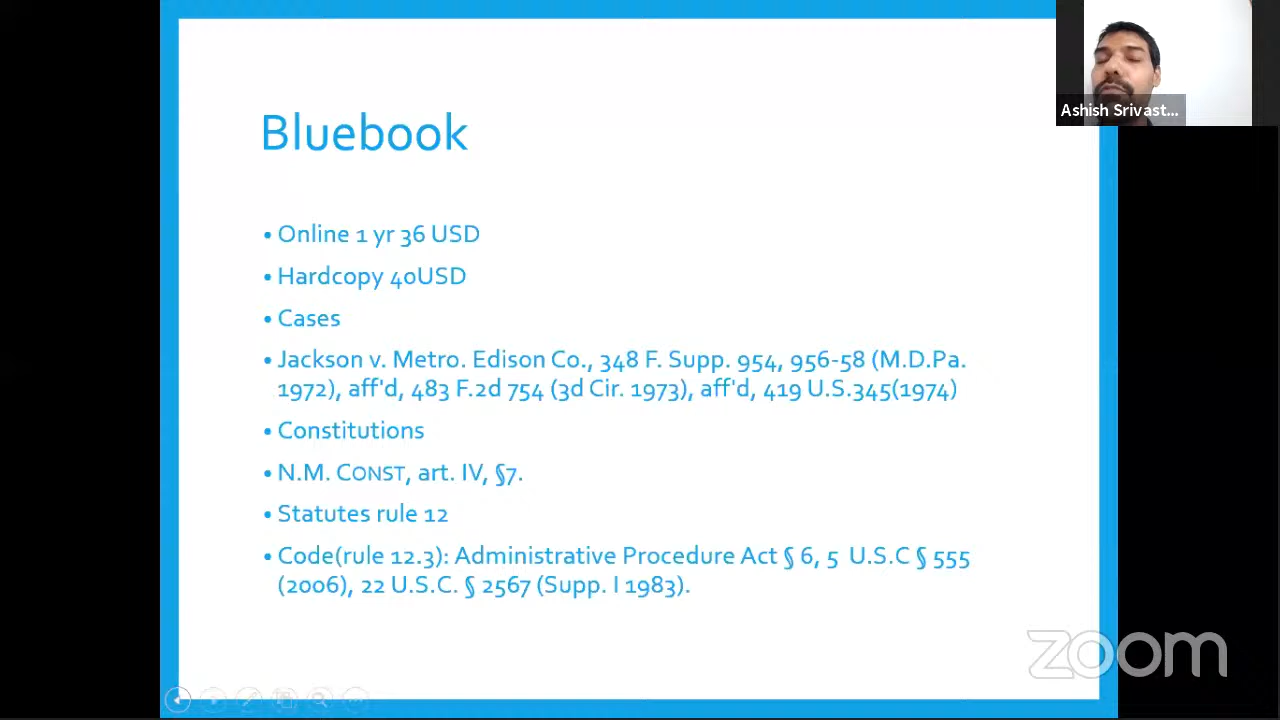 Ashish Srivast...
Bluebook
• Online 1 yr 36 USD
• Hardcopy 40USD
• Cases
• Jackson v. Metro. Edison Co., 348 F. Supp. 954, 956-58 (M.D.Pa.
1972), aff'd, 483 F.2d 754 (3d Cir. 1973), aff'd, 419 U.S.345(1974)
• Constitutions
• N.M. CONST, art. IV, §7.
• Statutes rule 12
• Code(rule 12.3): Administrative Procedure Act § 6, 5 U.S.C § 555
(2006), 22 U.S.C. § 2567 (Supp. I 1983).
zoom